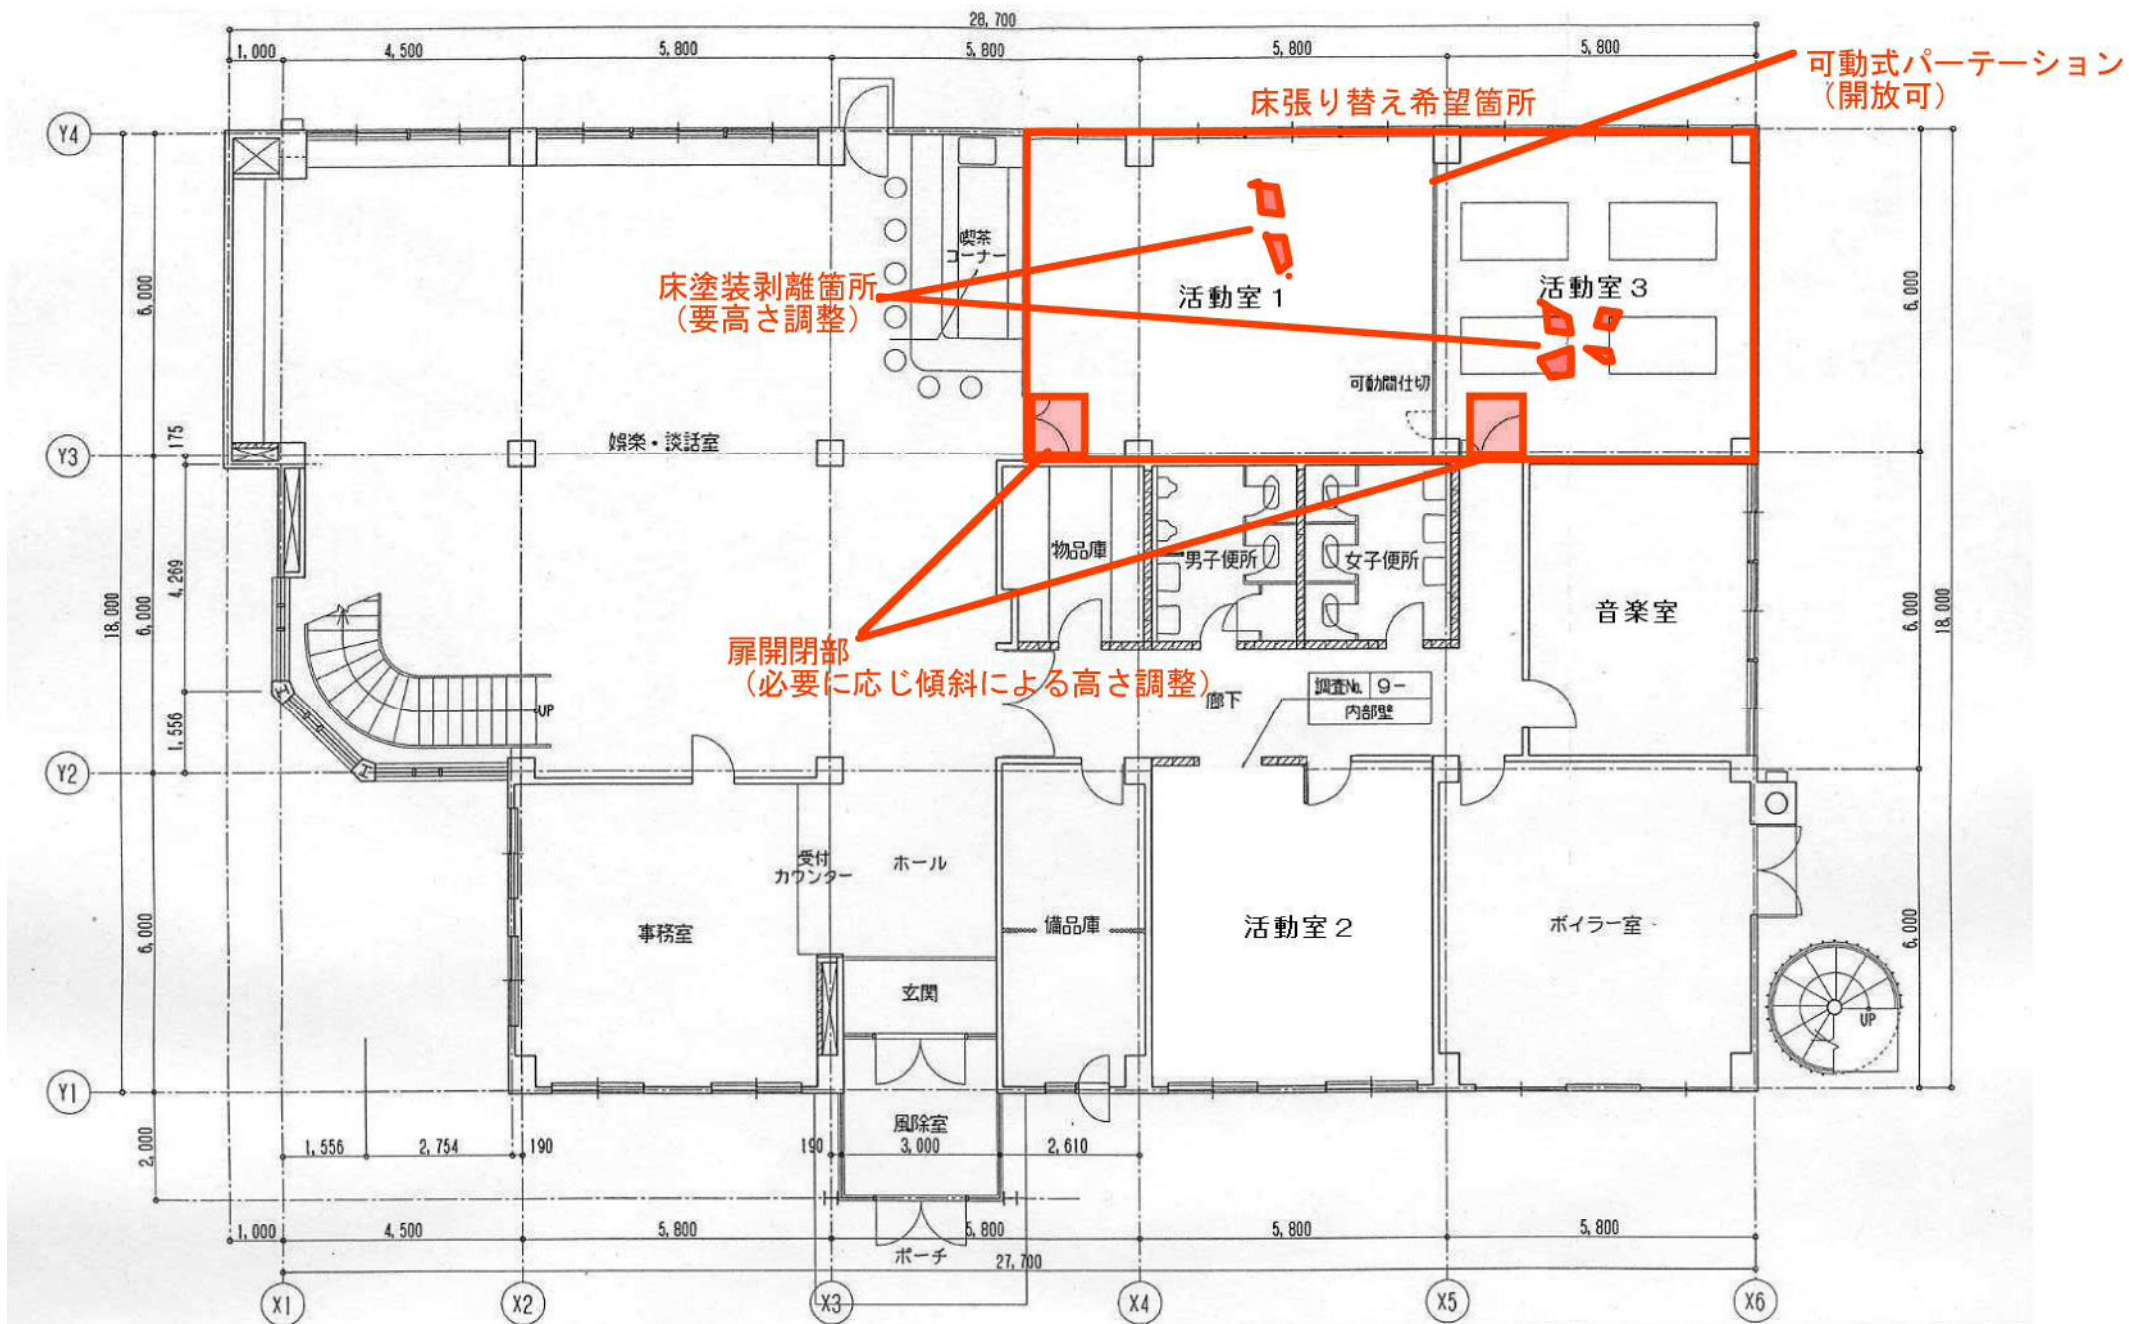 28,700
1,000
4,500
5,800
5,800
5,800
5,800
可動式パーテーション
(開放可)
床張り替え希望箇所
Y4
喫茶
コーナー
床塗装剥離箇所
(要高さ調整)
活動室1
活動室3
6,000
6,000
可動間仕切
175
娯楽・談話室
Y3
物品庫
男子便所
女子便所
音楽室
4,269
18,000
6,000
6,000
18,000
扉開閉部
(必要に応じ傾斜による高さ調整)
調査No. 9-
内部壁
廊下
UP
1,556
Y2
受付
カウンター
ホール
事務室
備品庫
活動室2
ボイラー室
6,000
6,000
玄関
UP
Y1
風除室
2,000
1,556
2,754
190
190
3,000
2,610
1,000
4,500
5,800
5,800
5,800
5,800
ポーチ
27,700
X1
X2
X3
X4
X5
X6